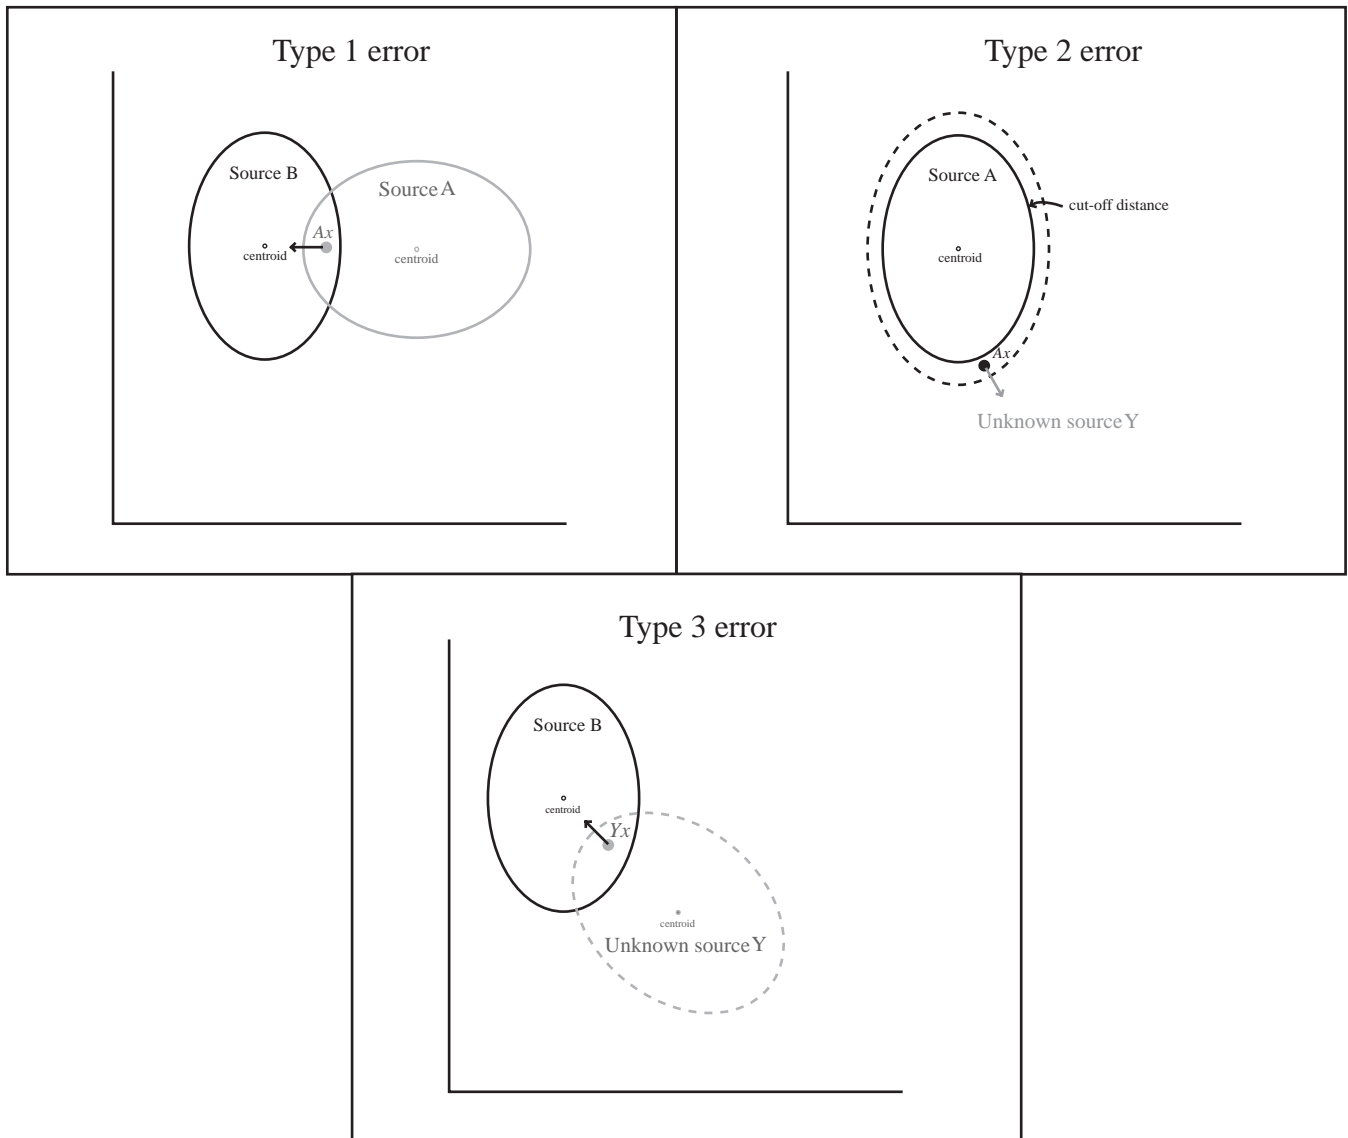 Type 1 error
Source B
Source A
Ax
centroid
centroid
Type 2 error
Source A
cut-off distance
centroid
Ax
Unknown source Y
Type 3 error
Source B
centroid
Yx
centroid
Unknown source Y